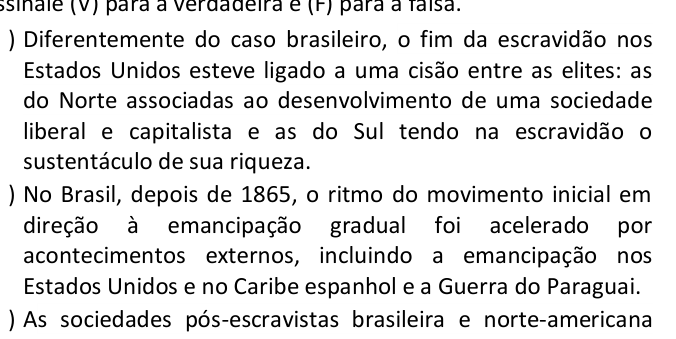 ssinale (V) para a verdadeira e (F) para a falsa.
) Diferentemente do caso brasileiro, o fim da escravidão nos
Estados Unidos esteve ligado a uma cisão entre as elites: as
do Norte associadas ao desenvolvimento de uma sociedade
liberal e capitalista e as do Sul tendo na escravidão o
sustentáculo de sua riqueza.
) No Brasil, depois de 1865, o ritmo do movimento inicial em
direção à emancipação gradual foi acelerado por
acontecimentos externos, incluindo a emancipação nos
Estados Unidos e no Caribe espanhol e a Guerra do Paraguai.
) As sociedades pós-escravistas brasileira e norte-americana